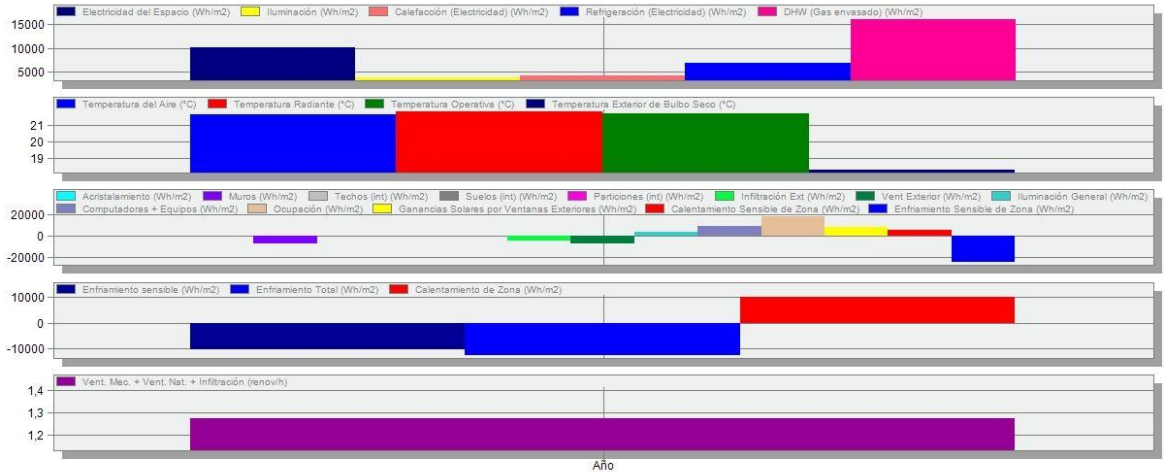 Electricidad del Espacio (Wh/m2) Iluminación (Wh/m2) Calefacción (Electricidad) (Wh/m2) Refrigeración (Electricidad) (Wh/m2) DHW (Gas envasado) (Wh/m2)
15000
10000
5000
Temperatura del Aire (°C) Temperatura Radiante (°C) Temperatura Operativa (°C) Temperatura Exterior de Bulbo Seco (°C)
21
20
19
Acristalamiento (Wh/m2) Muros (Wh/m2) Techos (int) (Wh/m2) Suelos (int) (Wh/m2) Particiones (int) (Wh/m2) Infiltración Ext (Wh/m2) Vent Exterior (Wh/m2) Iluminación General (Wh/m2)
Computadoras + Equipos (Wh/m2) Ocupación (Wh/m2) Ganancias Solares por Ventanas Exteriores (Wh/m2) Calentamiento Sensible de Zona (Wh/m2) Enfriamiento Sensible de Zona (Wh/m2)
20000
0
-20000
Enfriamiento sensible (Wh/m2) Enfriamiento Total (Wh/m2) Calentamiento de Zona (Wh/m2)
10000
0
-10000
Vent. Mec. + Vent. Nat. + Infiltración (renov/h)
1,4
1,3
1,2
Año